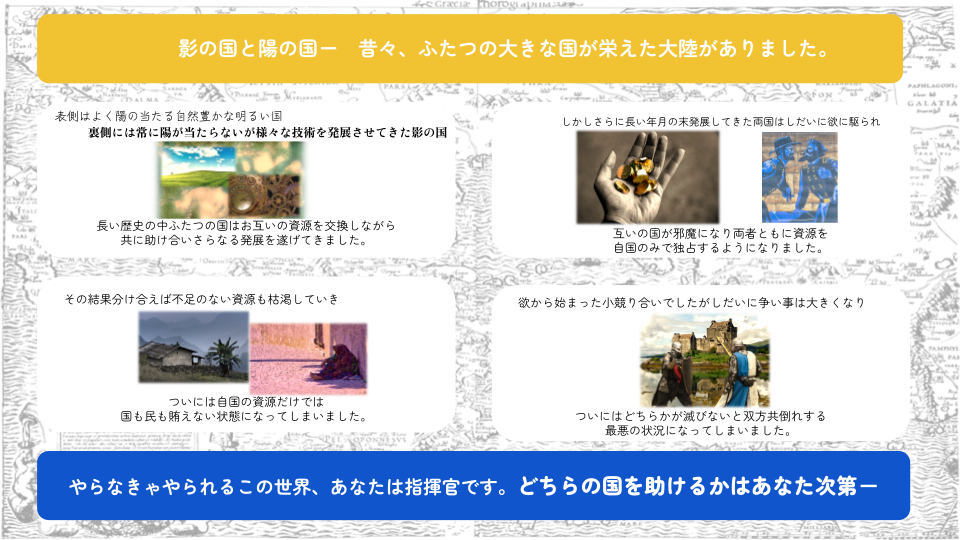 影の国と陽の国ー　昔々、ふたつの大きな国が栄えた大陸がありました。
表側はよく陽の当たる自然豊かな明るい国
裏側には常に陽が当たらないが様々な技術を発展させてきた影の国
長い歴史の中ふたつの国はお互いの資源を交換しながら
共に助け合いさらなる発展を遂げてきました。
しかしさらに長い年月の末発展してきた両国はしだいに欲に駆られ
互いの国が邪魔になり両者ともに資源を
自国のみで独占するようになりました。
その結果分け合えば不足のない資源も枯渇していき
ついには自国の資源だけでは
国も民も賄えない状態になってしまいました。
欲から始まった小競り合いでしたがしだいに争い事は大きくなり
ついにはどちらかが滅びないと双方共倒れする
最悪の状況になってしまいました。
やらなきゃやられるこの世界、あなたは指揮官です。どちらの国を助けるかはあなた次第ー